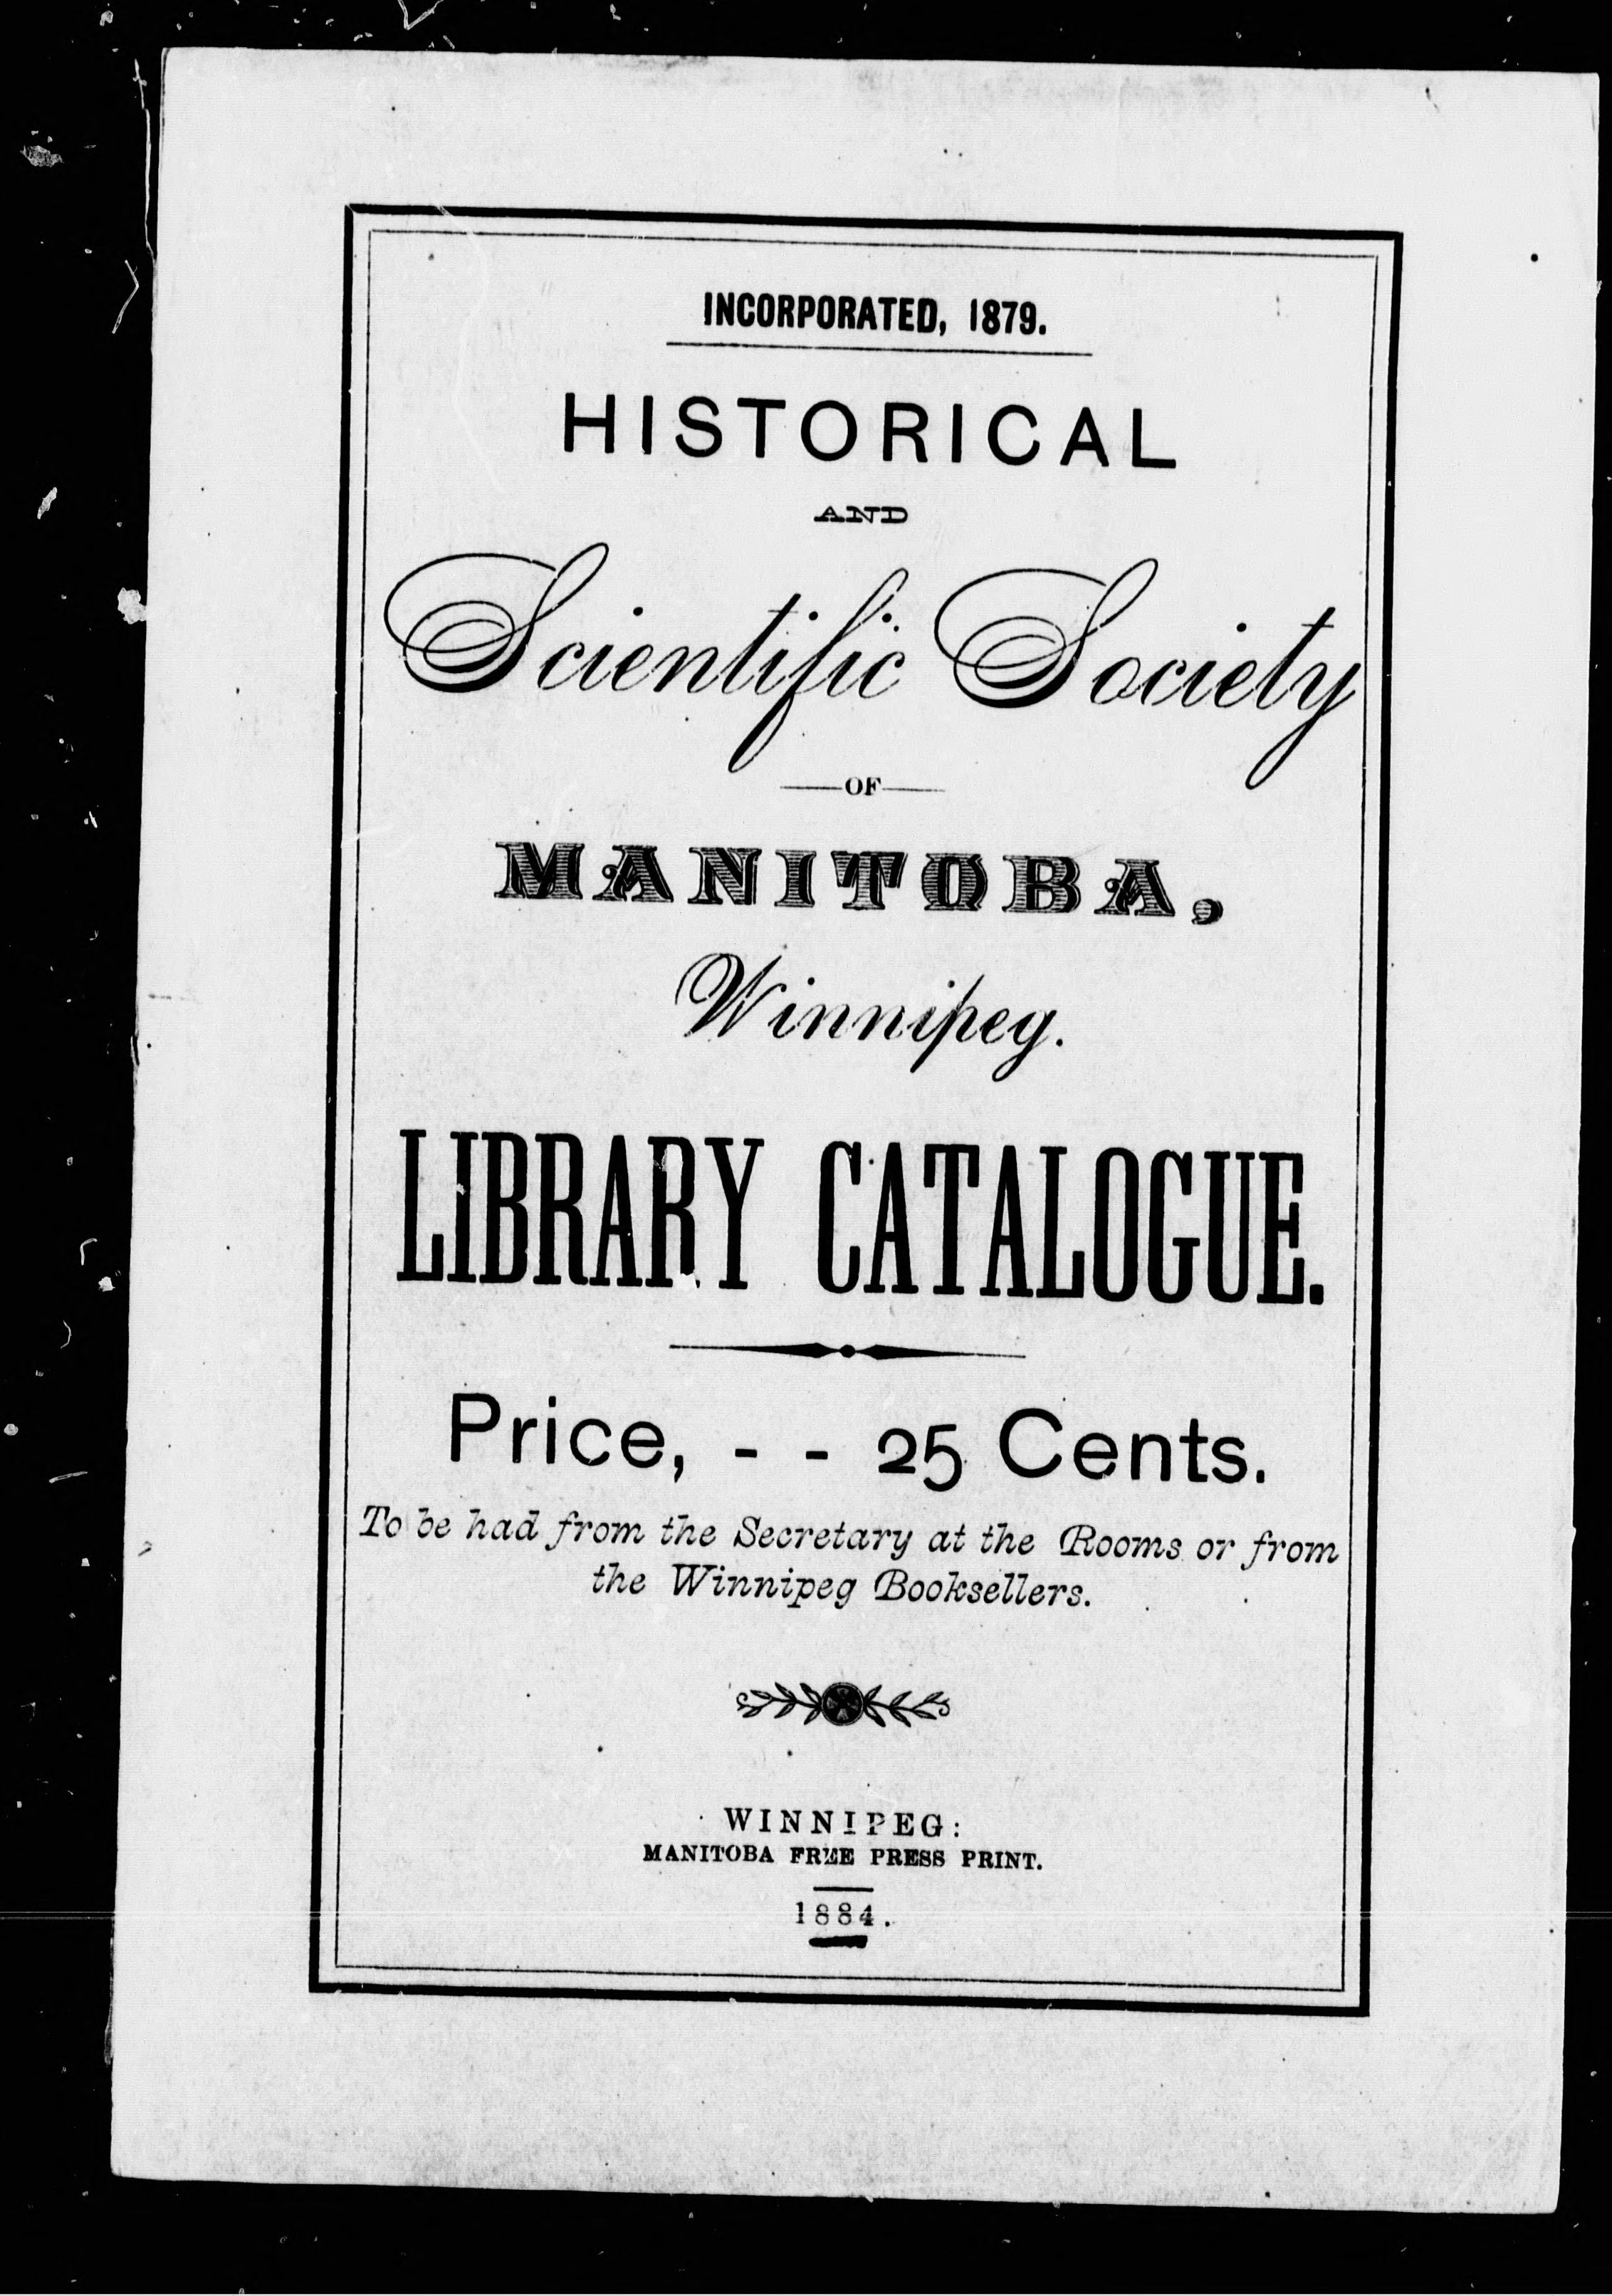 INCORPORATED, 1879.
HISTORICAL
AND
Scientific Society
OF
MANITOBA,
Winnipeg.
LIBRARY CATALOGUE.
Price, - - 25 Cents.
To be had from the Secretary at the Rooms or from
the Winnipeg Booksellers.
WINNIPEG:
MANITOBA FREE PRESS PRINT.
1884.